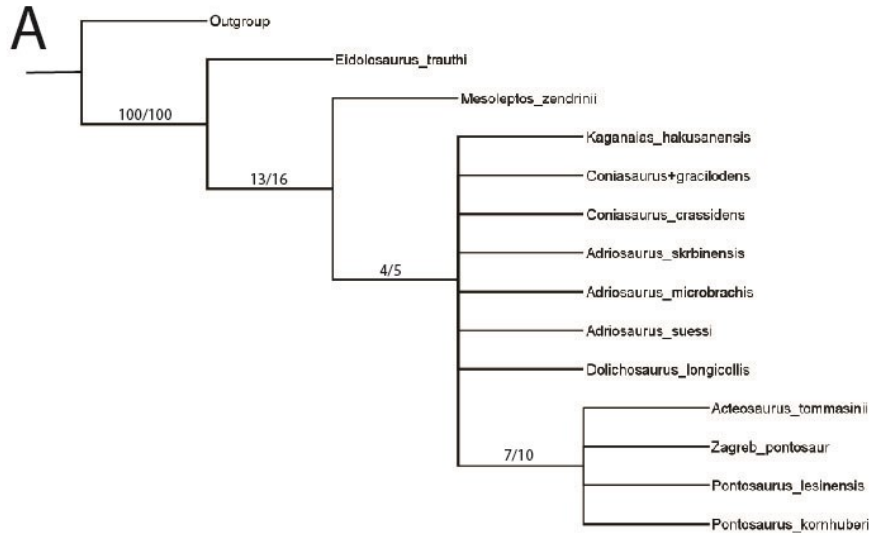 A
Outgroup
Eidolosaurus_trauthi
Mesoleptos_zendrinii
100/100
Kaganaias_hakusanensis
Coniasaurus+gracilodens
13/16
Coniasaurus_crassidens
Adriosaurus_skrbinensis
4/5
Adriosaurus_microbrachis
Adriosaurus_suessi
Dolichosaurus_longicollis
Acteosaurus_tommasinii
Zagreb_pontosaur
7/10
Pontosaurus_lesinensis
Pontosaurus_kornhuberi